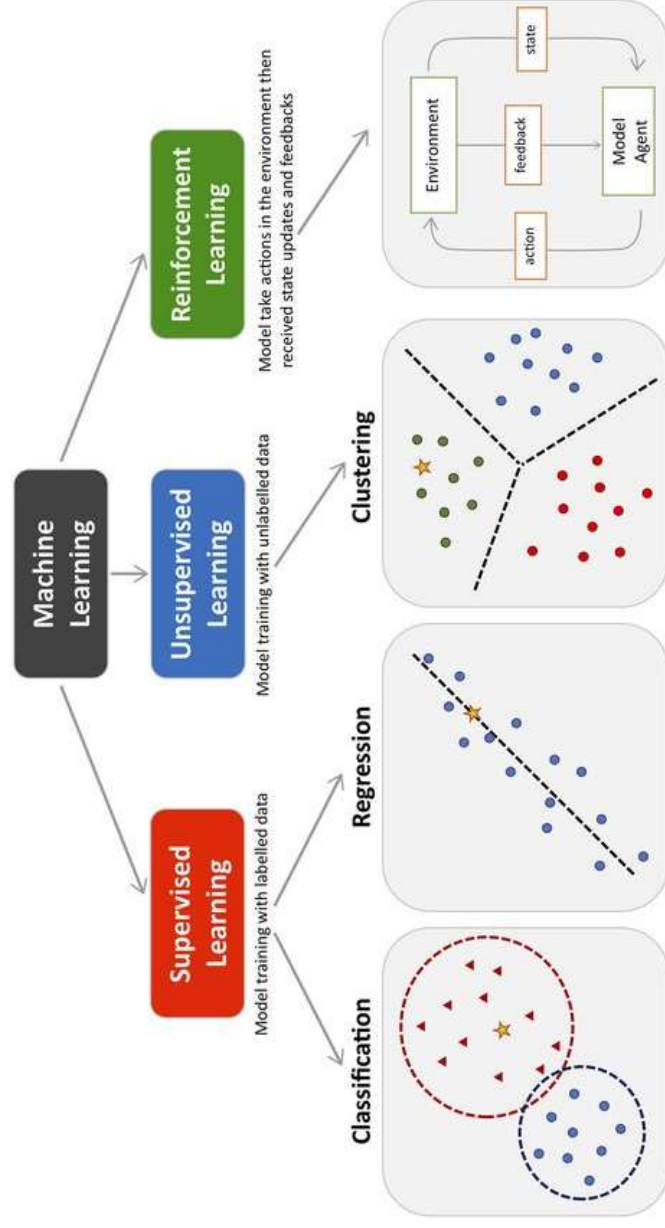 Machine
Learning
Supervised
Learning
Unsupervised
Learning
Reinforcement
Learning
Model training with labelled data
Model training with unlabelled data
Model take actions in the environment then
received state updates and feedbacks
Classification
Regression
Clustering
Environment
action
feedback
state
Model
Agent